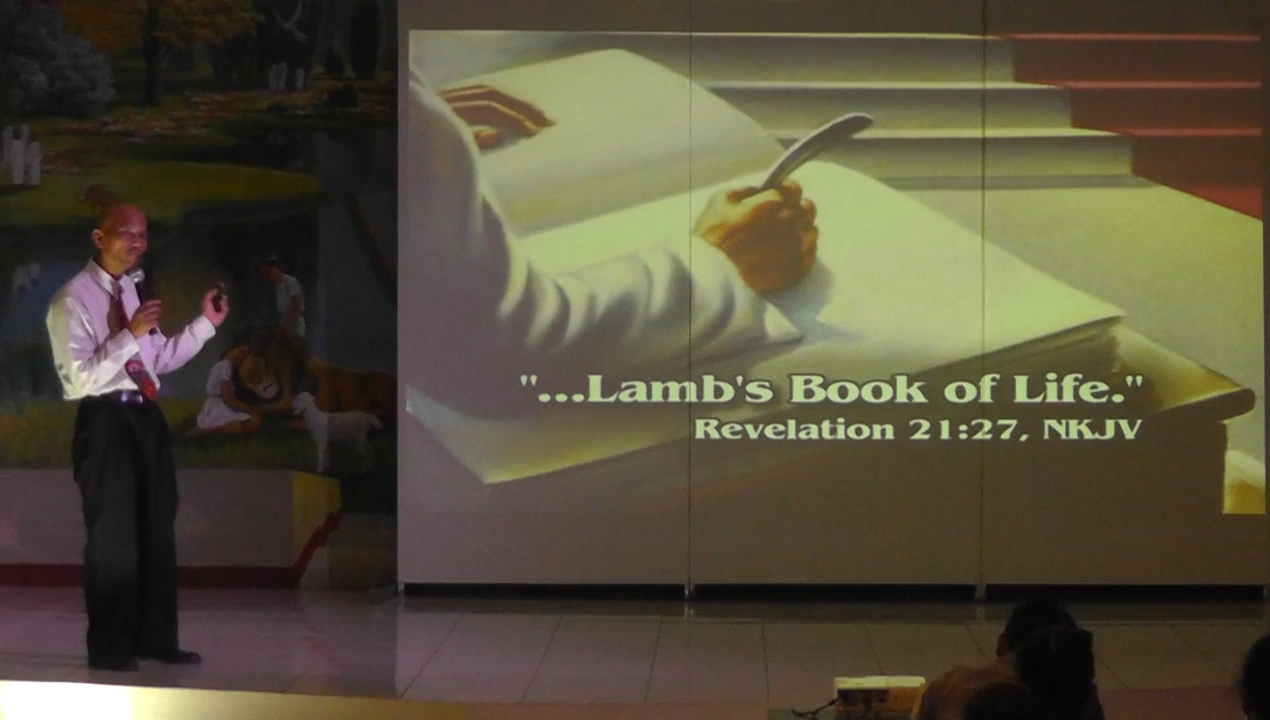 "...Lamb's Book of Life."
Revelation 21:27, NKJV